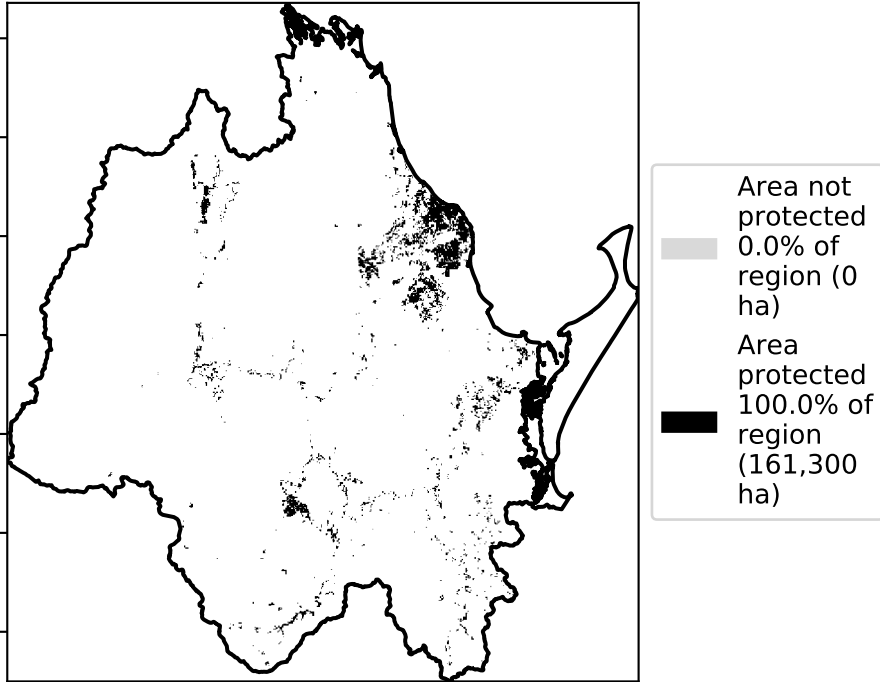 Area not
protected
0.0% of
region (0
ha)
Area
protected
100.0% of
region
(161,300
ha)